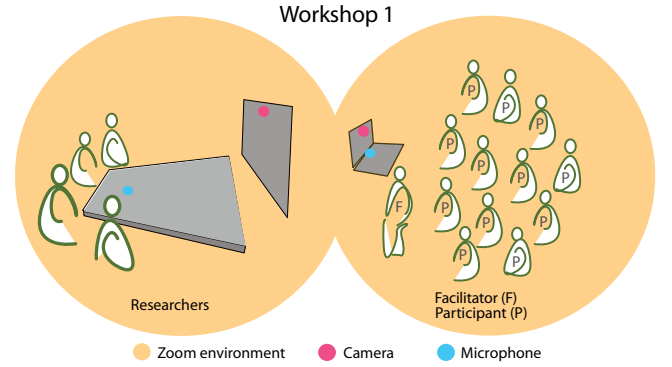 Workshop 1
P
P
P
P
P
P
P
P
F
P
P
P
P
P
Researchers
Facilitator (F)
Participant (P)
Zoom environment
Camera
Microphone